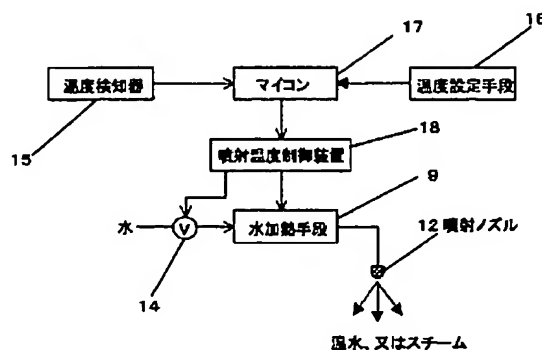 17
16
温度検知器
マイコン
温度設定手段
15
18
噴射温度制御装置
9
水
V
水加熱手段
12 噴射ノズル
14
温水、又はスチーム